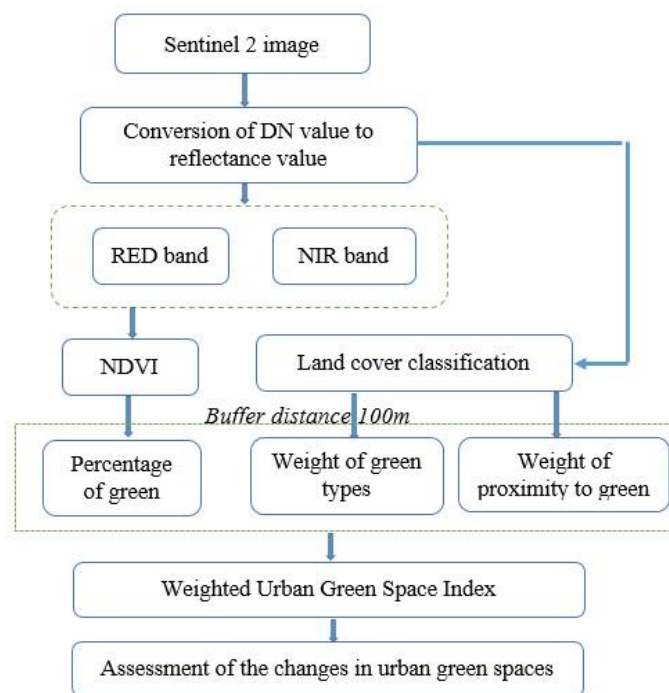 Sentinel 2 image
Conversion of DN value to
reflectance value
RED band
NIR band
NDVI
Land cover classification
Buffer distance 100m
Percentage
of green
Weight of green
types
Weight of
proximity to green
Weighted Urban Green Space Index
Assessment of the changes in urban green spaces